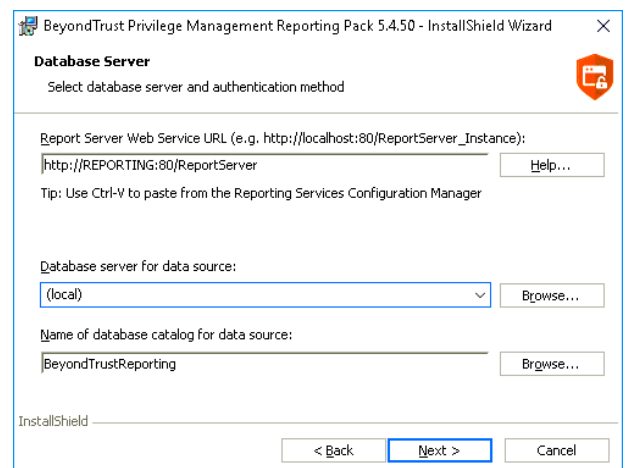 BeyondTrust Privilege Management Reporting Pack 5.4.50 - InstallShield Wizard
Database Server
Select database server and authentication method
Report Server Web Service URL (e.g. http://localhost:80/ReportServer_Instance):
http://REPORTING:80/ReportServer
Help...
Tip: Use Ctrl-V to paste from the Reporting Services Configuration Manager
Database server for data source:
(local)
Browse...
Name of database catalog for data source:
BeyondTrustReporting
Browse...
InstallShield
< Back
Next >
Cancel